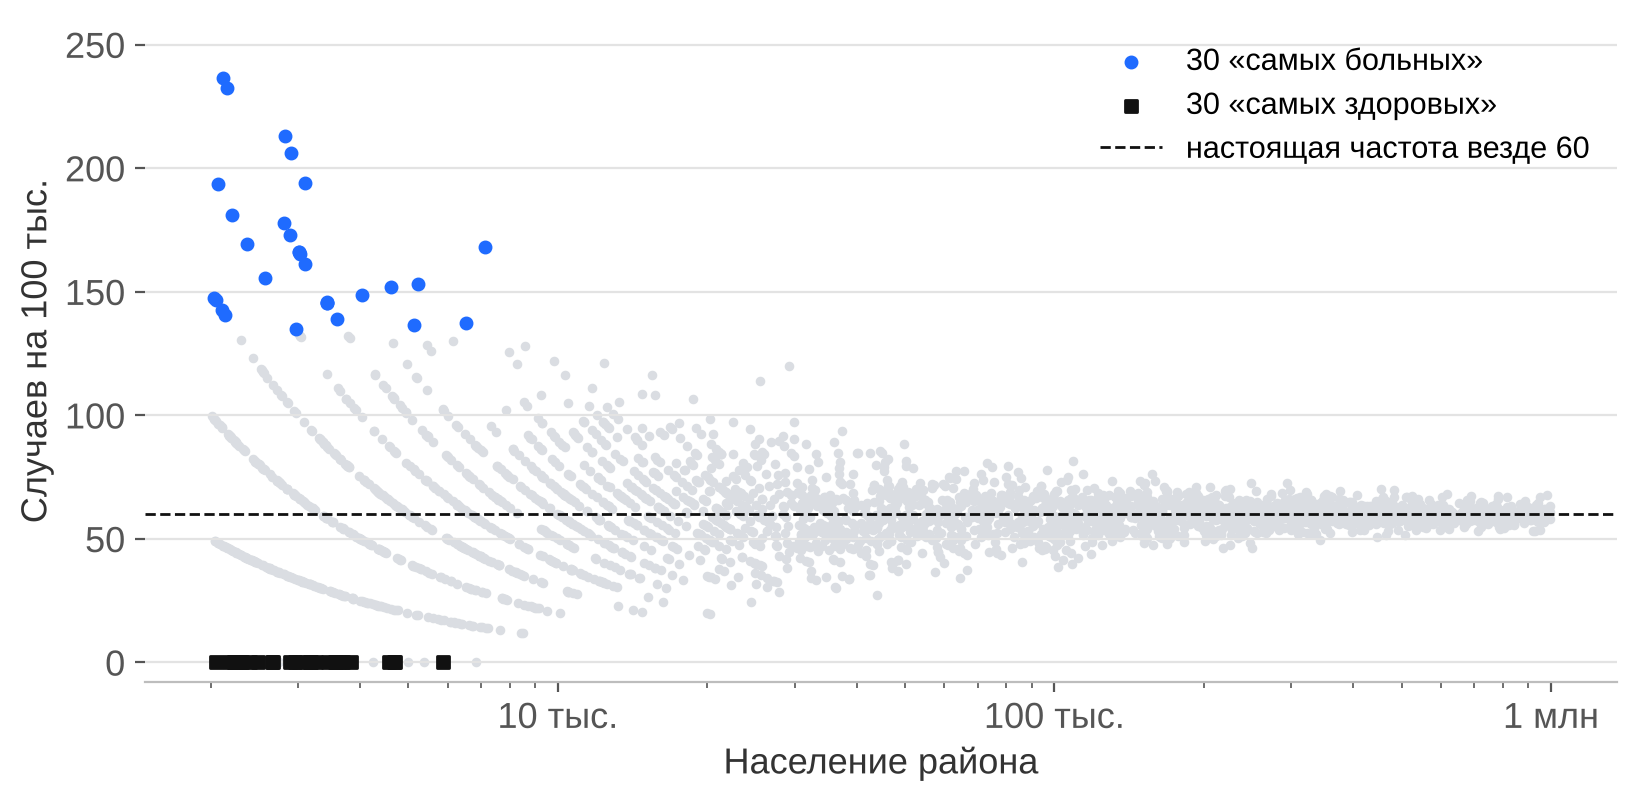 250
200
150
100
50
0
Случаев на 100 тыс.
30 «самых больных»
30 «самых здоровых»
настоящая частота везде 60
10 тыс.
100 тыс.
1 млн
Население района